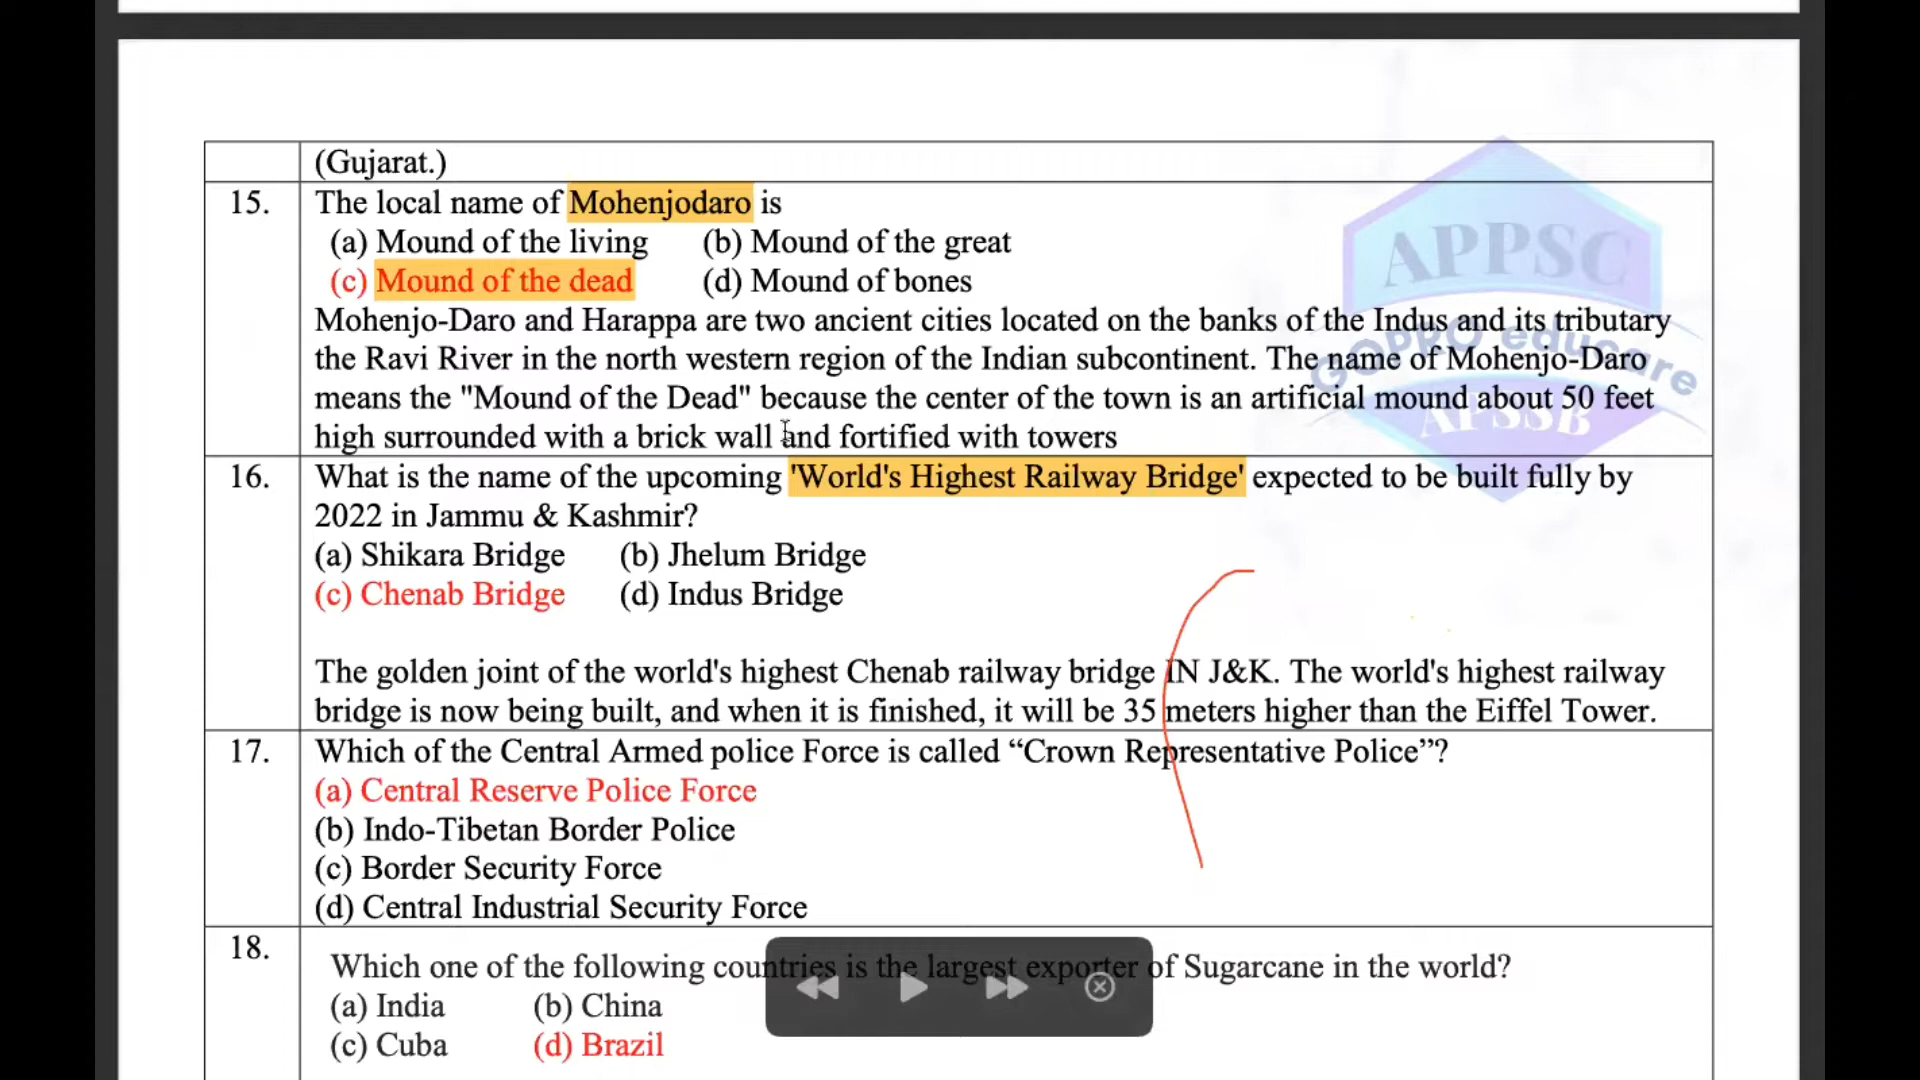 (Gujarat.)
15. The local name of Mohenjodaro is
(a) Mound of the living (b) Mound of the great
(c) Mound of the dead (d) Mound of bones
Mohenjo-Daro and Harappa are two ancient cities located on the banks of the Indus and its tributary
the Ravi River in the north western region of the Indian subcontinent. The name of Mohenjo-Daro
means the "Mound of the Dead" because the center of the town is an artificial mound about 50 feet
high surrounded with a brick wall and fortified with towers
16. What is the name of the upcoming 'World's Highest Railway Bridge' expected to be built fully by
2022 in Jammu & Kashmir?
(a) Shikara Bridge (b) Jhelum Bridge
(c) Chenab Bridge (d) Indus Bridge
The golden joint of the world's highest Chenab railway bridge IN J&K. The world's highest railway
bridge is now being built, and when it is finished, it will be 35 meters higher than the Eiffel Tower.
17. Which of the Central Armed police Force is called “Crown Representative Police”?
(a) Central Reserve Police Force
(b) Indo-Tibetan Border Police
(c) Border Security Force
(d) Central Industrial Security Force
18. Which one of the following countries is the largest exporter of Sugarcane in the world?
(a) India (b) China
(c) Cuba (d) Brazil
APPSC
GOPPO educare
APSSB